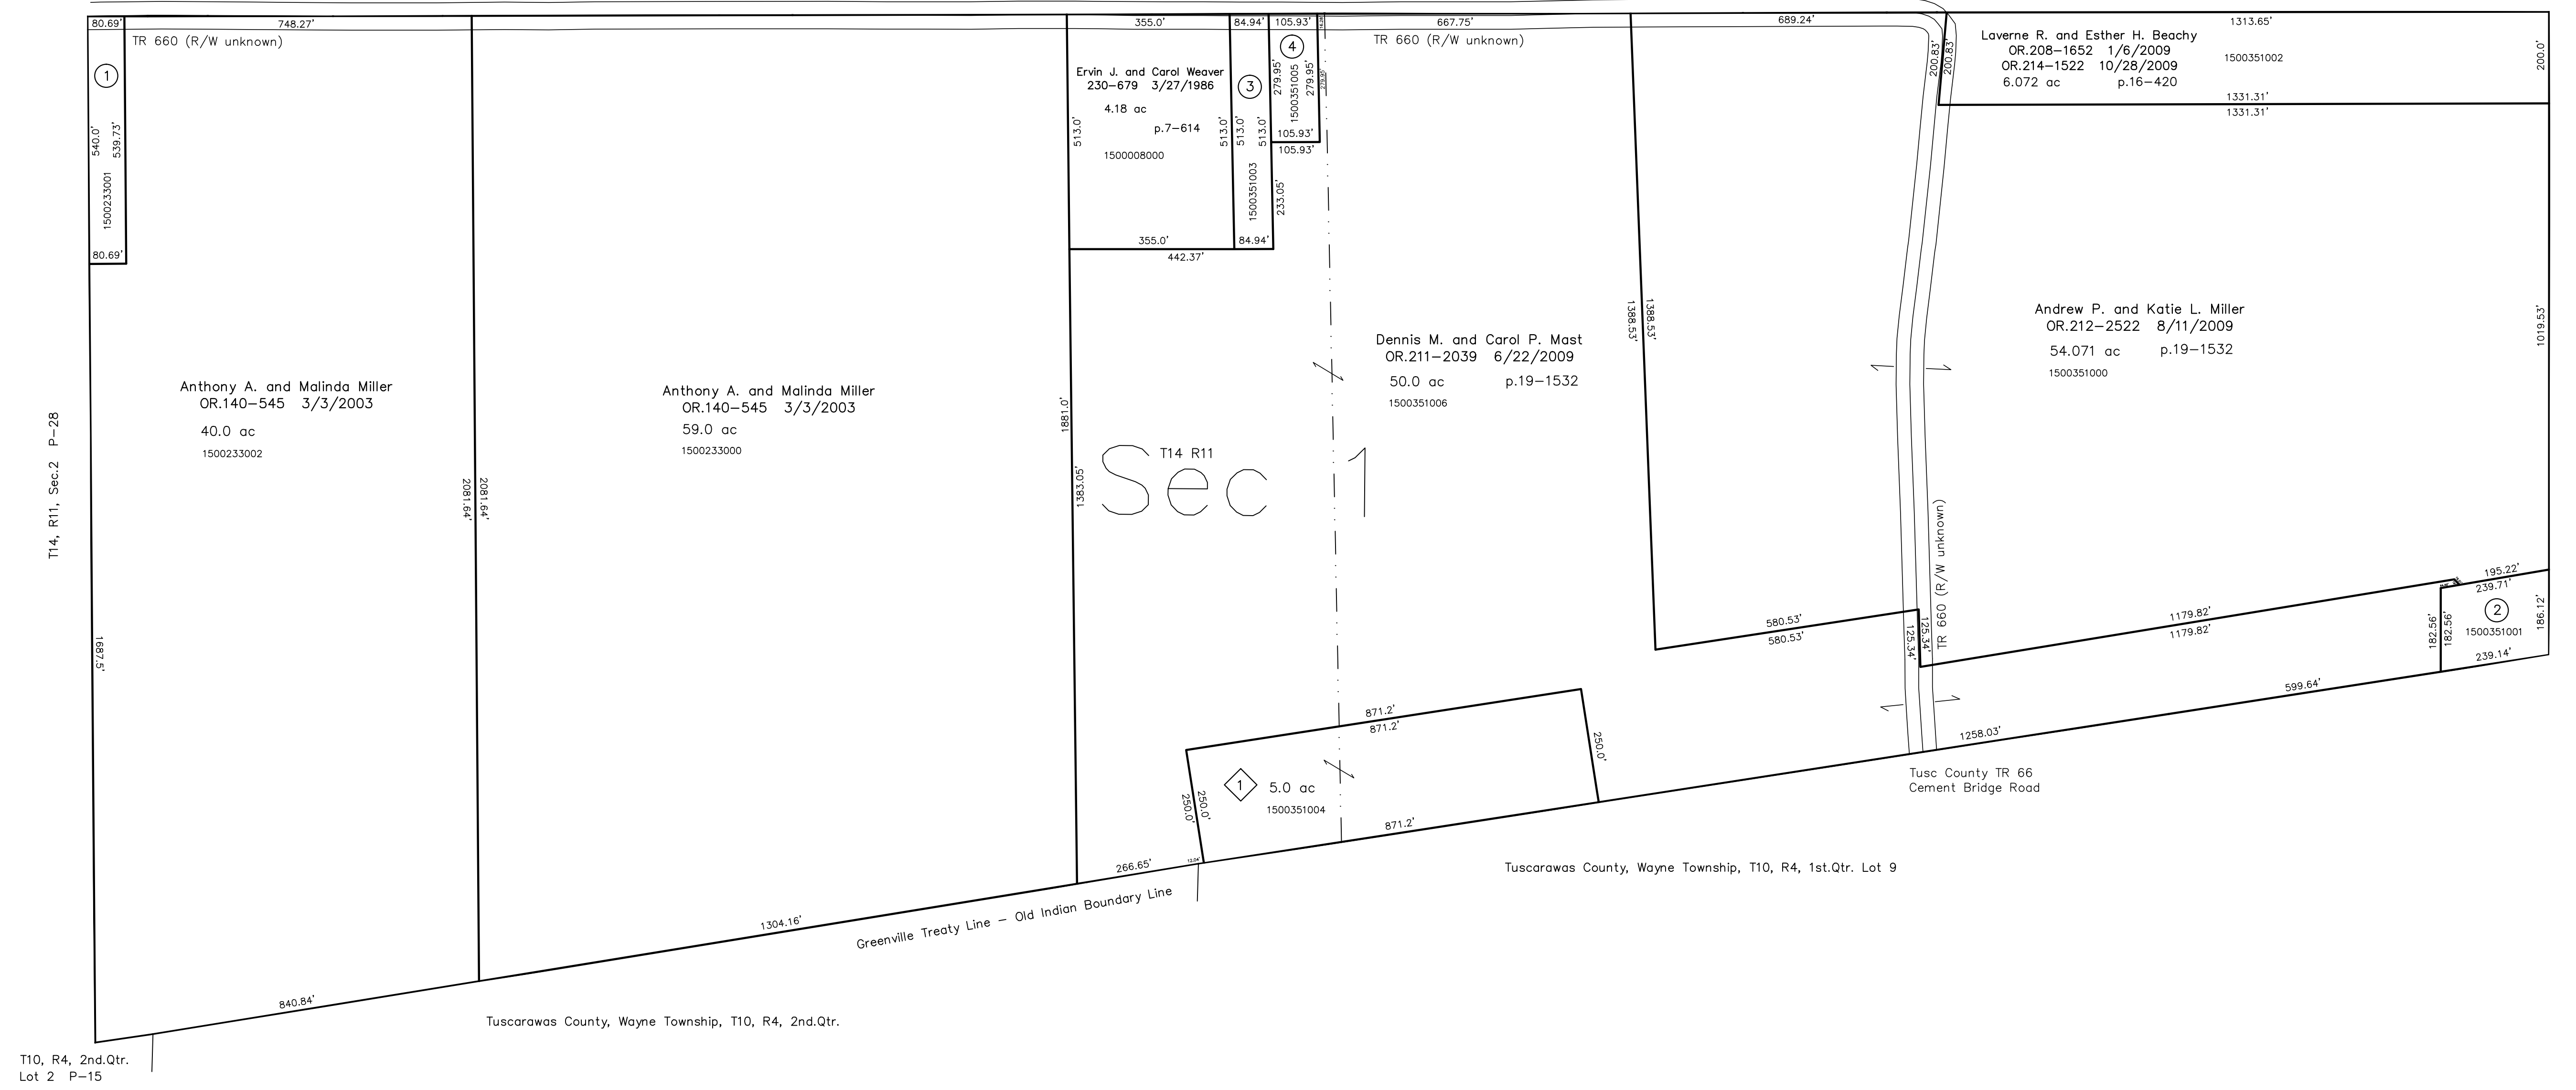 80.69'
748.27'
355.0'
84.94'
105.93'
667.75'
689.24'
1313.65'
TR 660 (R/W unknown)
TR 660 (R/W unknown)
1
540.0'
539.73'
1500233001
80.69'
Ervin J. and Carol Weaver
230-679 3/27/1986
4.18 ac
p.7-614
1500008000
513.0'
513.0'
513.0'
513.0'
3
1500351003
355.0'
84.94'
442.37'
4
279.95'
1500351005
279.95'
279.95'
105.93'
105.93'
233.05'
Laverne R. and Esther H. Beachy
OR.208-1652 1/6/2009
OR.214-1522 10/28/2009
6.072 ac p.16-420
1500351002
200.83'
200.83'
200.0'
1331.31'
1331.31'
T14, R11, Sec.2 P-28
Anthony A. and Malinda Miller
OR.140-545 3/3/2003
40.0 ac
1500233002
Anthony A. and Malinda Miller
OR.140-545 3/3/2003
59.0 ac
1500233000
2081.64'
2081.64'
1687.5'
1881.0'
1383.05'
T14 R11
Sec 1
Dennis M. and Carol P. Mast
OR.211-2039 6/22/2009
50.0 ac p.19-1532
1500351006
1388.53'
1388.53'
Andrew P. and Katie L. Miller
OR.212-2522 8/11/2009
54.071 ac p.19-1532
1500351000
1019.53'
TR 660 (R/W unknown)
580.53'
580.53'
125.34'
125.34'
1179.82'
1179.82'
195.22'
239.71'
2
1500351001
182.56'
182.56'
186.12'
239.14'
599.64'
1258.03'
871.2'
871.2'
250.0'
250.0'
250.0'
1
5.0 ac
1500351004
871.2'
Tusc County TR 66
Cement Bridge Road
266.65'
Tuscarawas County, Wayne Township, T10, R4, 1st.Qtr. Lot 9
1304.16'
Greenville Treaty Line - Old Indian Boundary Line
840.84'
Tuscarawas County, Wayne Township, T10, R4, 2nd.Qtr.
T10, R4, 2nd.Qtr.
Lot 2 P-15